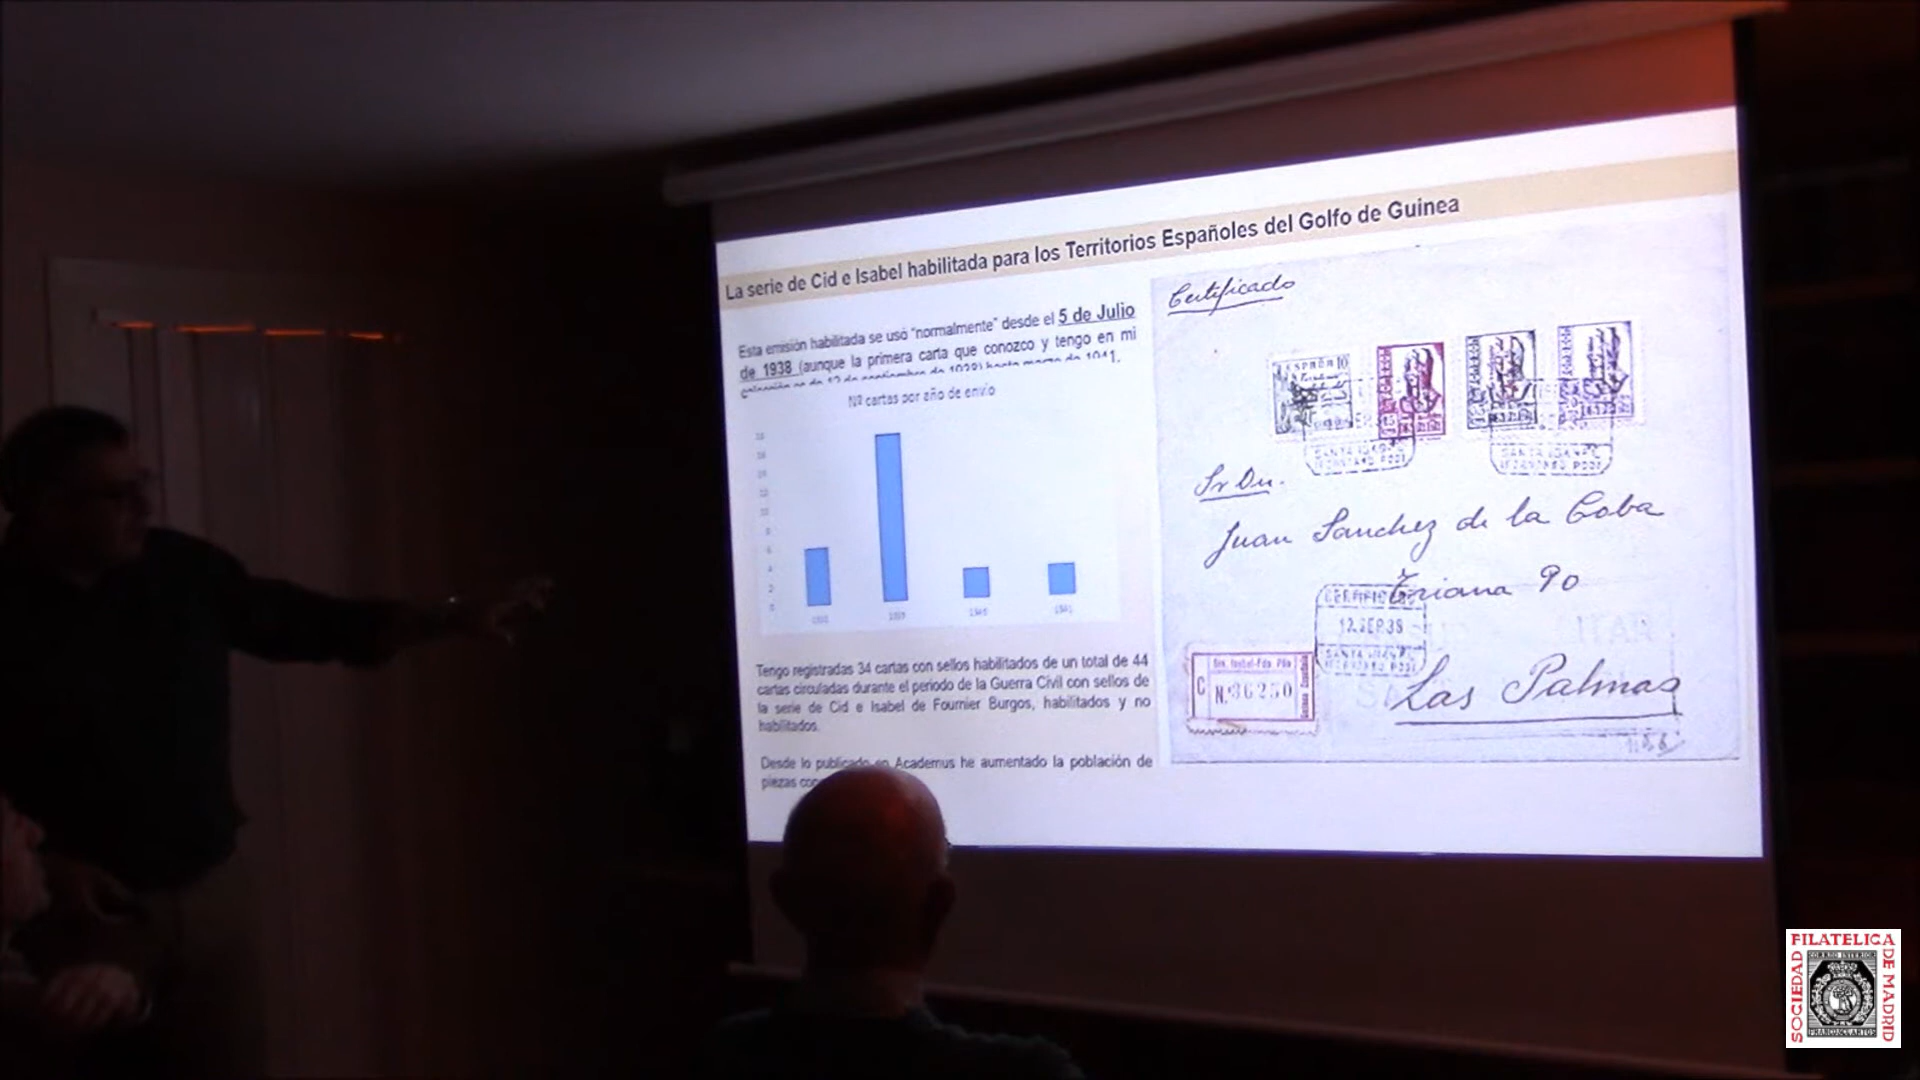 La serie de Cid e Isabel habilitada para los Territorios Españoles del Golfo de Guinea
Esta emisión habilitada se usó "normalmente" desde el 5 de Julio
de 1938 (aunque la primera carta que conozco y tengo en mi
Nº cartas por año de envío
Tengo registradas 34 cartas con sellos habilitados de un total de 44
cartas circuladas durante el periodo de la Guerra Civil con sellos de
la serie de Cid e Isabel de Fournier Burgos, habilitados y no
habilitados.
Desde lo publicado en Academus he aumentado la población de
piezas
Certificado
Sr Dn.
Juan Sanchez de la Coba
Triana 90
Las Palmas
12.SEP.38
C
N.º 36250
SOCIEDAD
FILATELICA
DE MADRID